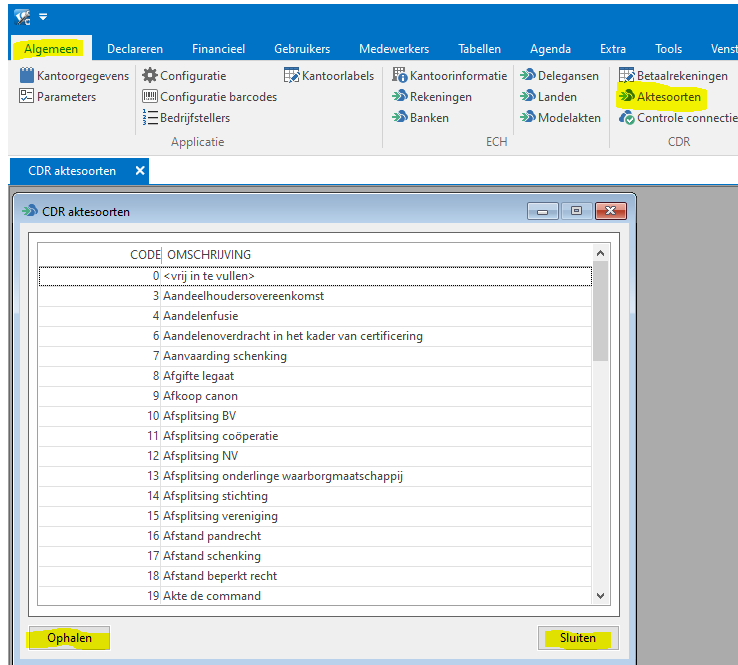 Algemeen Declareren Financieel Gebruikers Medewerkers Tabellen Agenda Extra Tools Venst
Kantoorgegevens Configuratie Kantoorlabels Kantoorinformatie Delegansen Betaalrekeningen
Parameters Configuratie barcodes Rekeningen Landen Aktesoorten
Bedrijfstellers Banken Modelakten Controle connectie
Applicatie ECH CDR
CDR aktesoorten
CDR aktesoorten
CODE OMSCHRIJVING
0 <vrij in te vullen>
3 Aandeelhoudersovereenkomst
4 Aandelenfusie
6 Aandelenoverdracht in het kader van certificering
7 Aanvaarding schenking
8 Afgifte legaat
9 Afkoop canon
10 Afsplitsing BV
11 Afsplitsing coöperatie
12 Afsplitsing NV
13 Afsplitsing onderlinge waarborgmaatschappij
14 Afsplitsing stichting
15 Afsplitsing vereniging
16 Afstand pandrecht
17 Afstand schenking
18 Afstand beperkt recht
19 Akte de command
Ophalen Sluiten